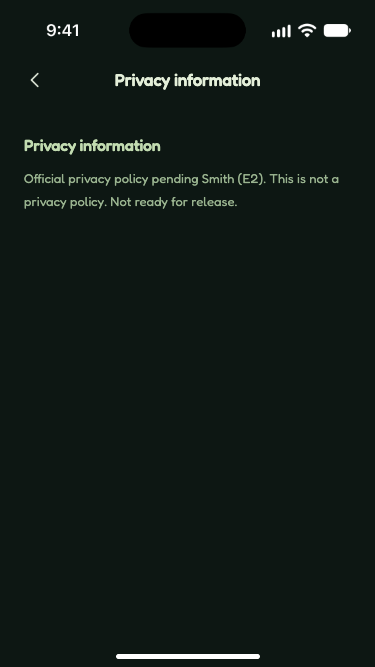 9:41
Privacy information
Privacy information
Official privacy policy pending Smith (E2). This is not a
privacy policy. Not ready for release.